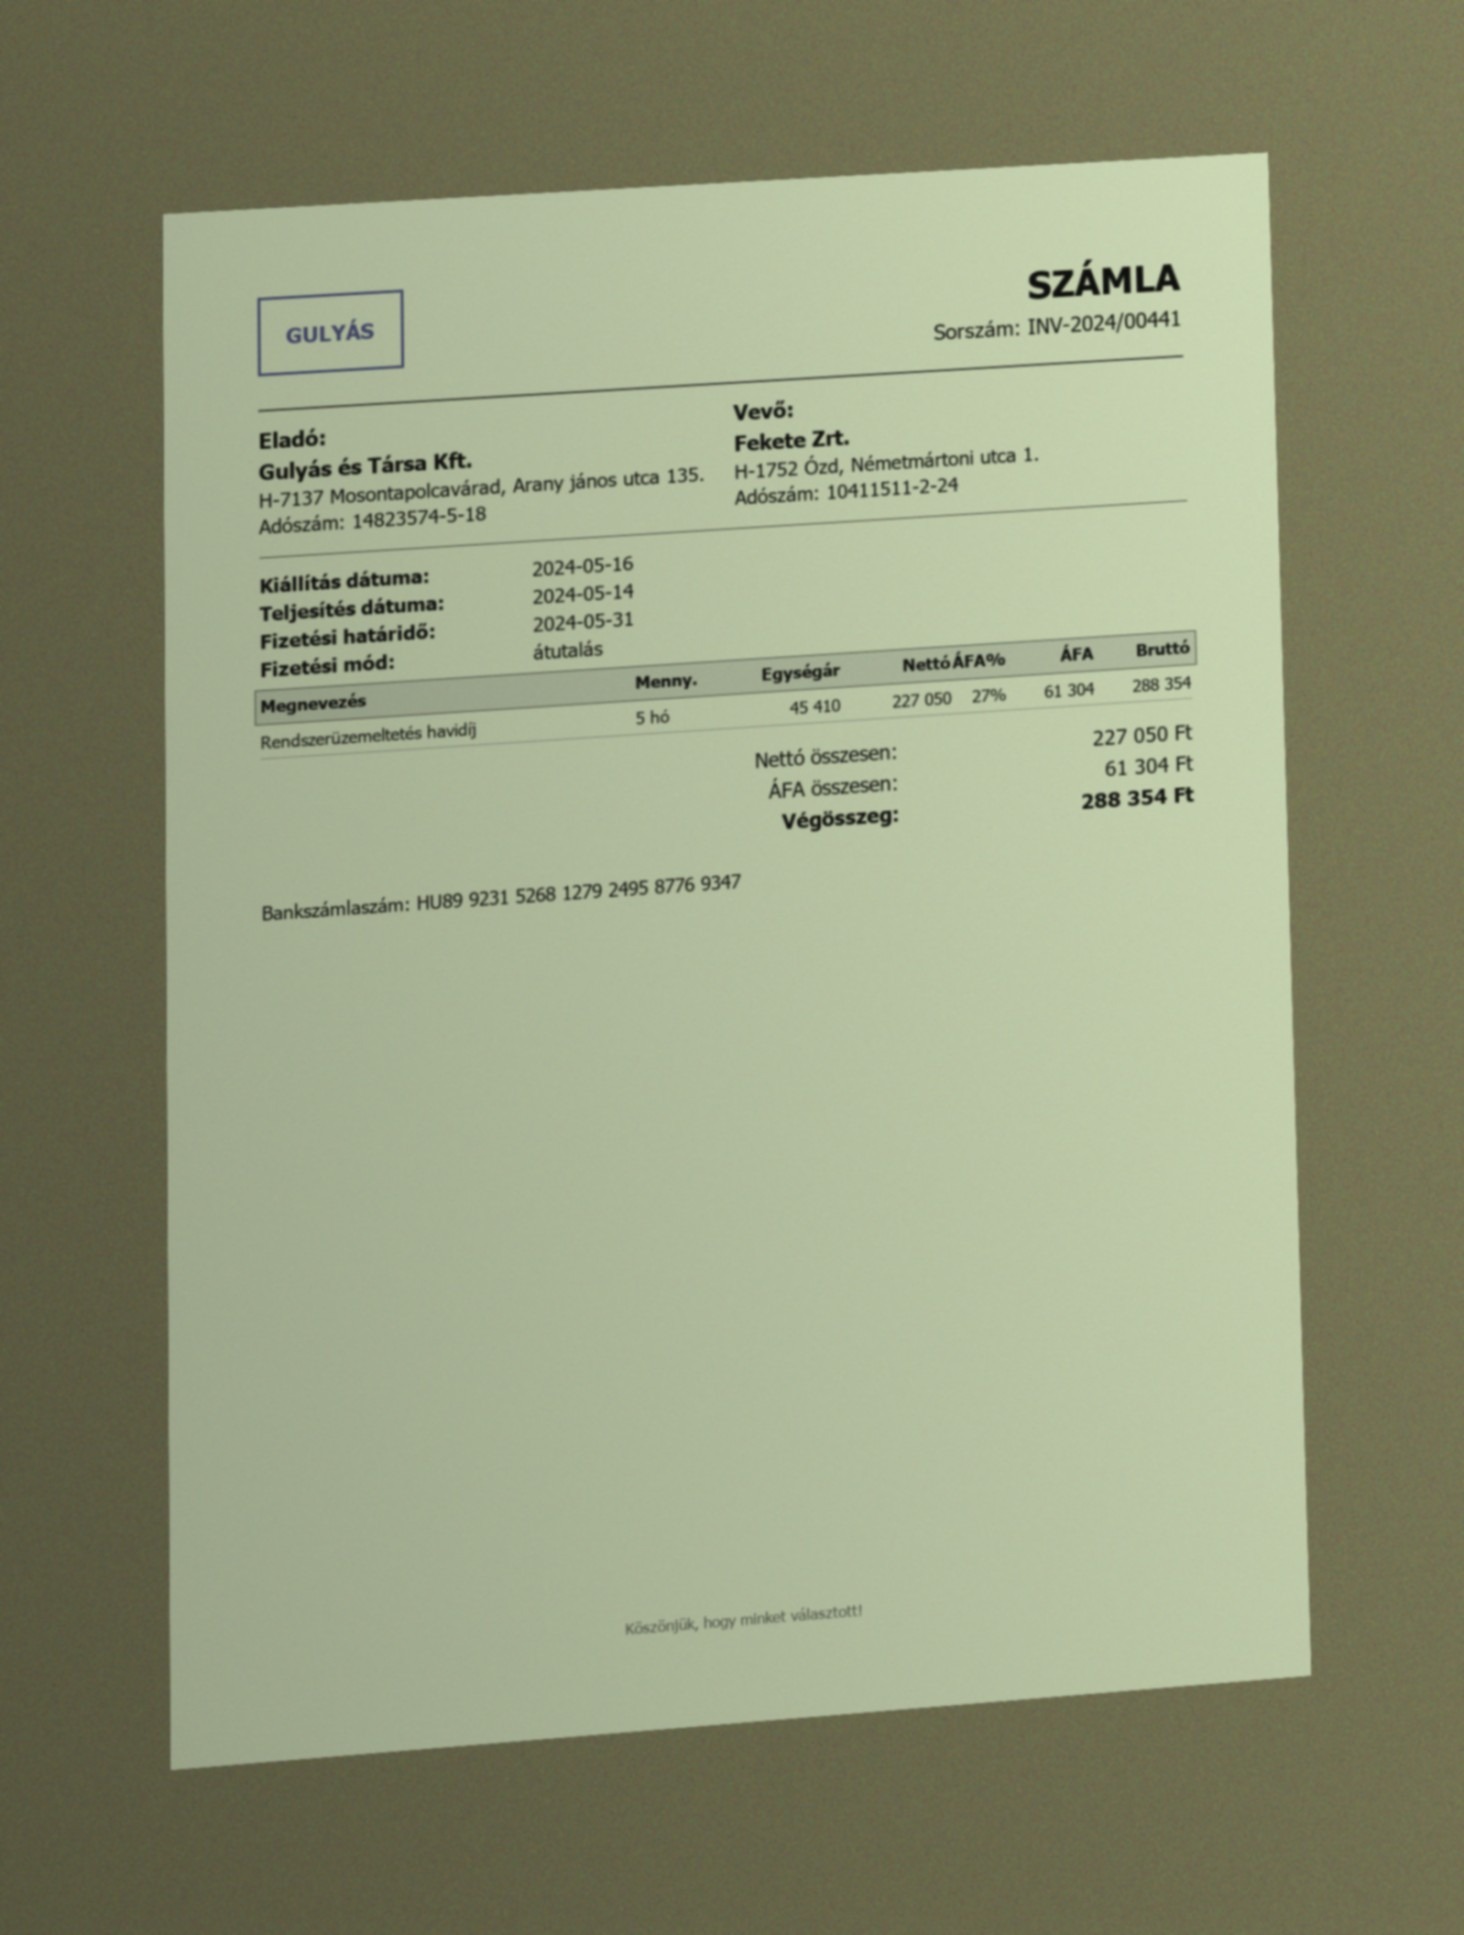 GULYÁS
SZÁMLA
Sorszám: INV-2024/00441
Eladó:
Gulyás és Társa Kft.
H-7137 Mosontapolcavárad, Arany jános utca 135.
Adószám: 14823574-5-18
Vevő:
Fekete Zrt.
H-1752 Ózd, Németmártoni utca 1.
Adószám: 10411511-2-24
Kiállítás dátuma: 2024-05-16
Teljesítés dátuma: 2024-05-14
Fizetési határidő: 2024-05-31
Fizetési mód: átutalás
Megnevezés Menny. Egységár Nettó ÁFA% ÁFA Bruttó
Rendszerüzemeltetés havidíj 5 hó 45 410 227 050 27% 61 304 288 354
Nettó összesen: 227 050 Ft
ÁFA összesen: 61 304 Ft
Végösszeg: 288 354 Ft
Bankszámlaszám: HU89 9231 5268 1279 2495 8776 9347
Köszönjük, hogy minket választott!